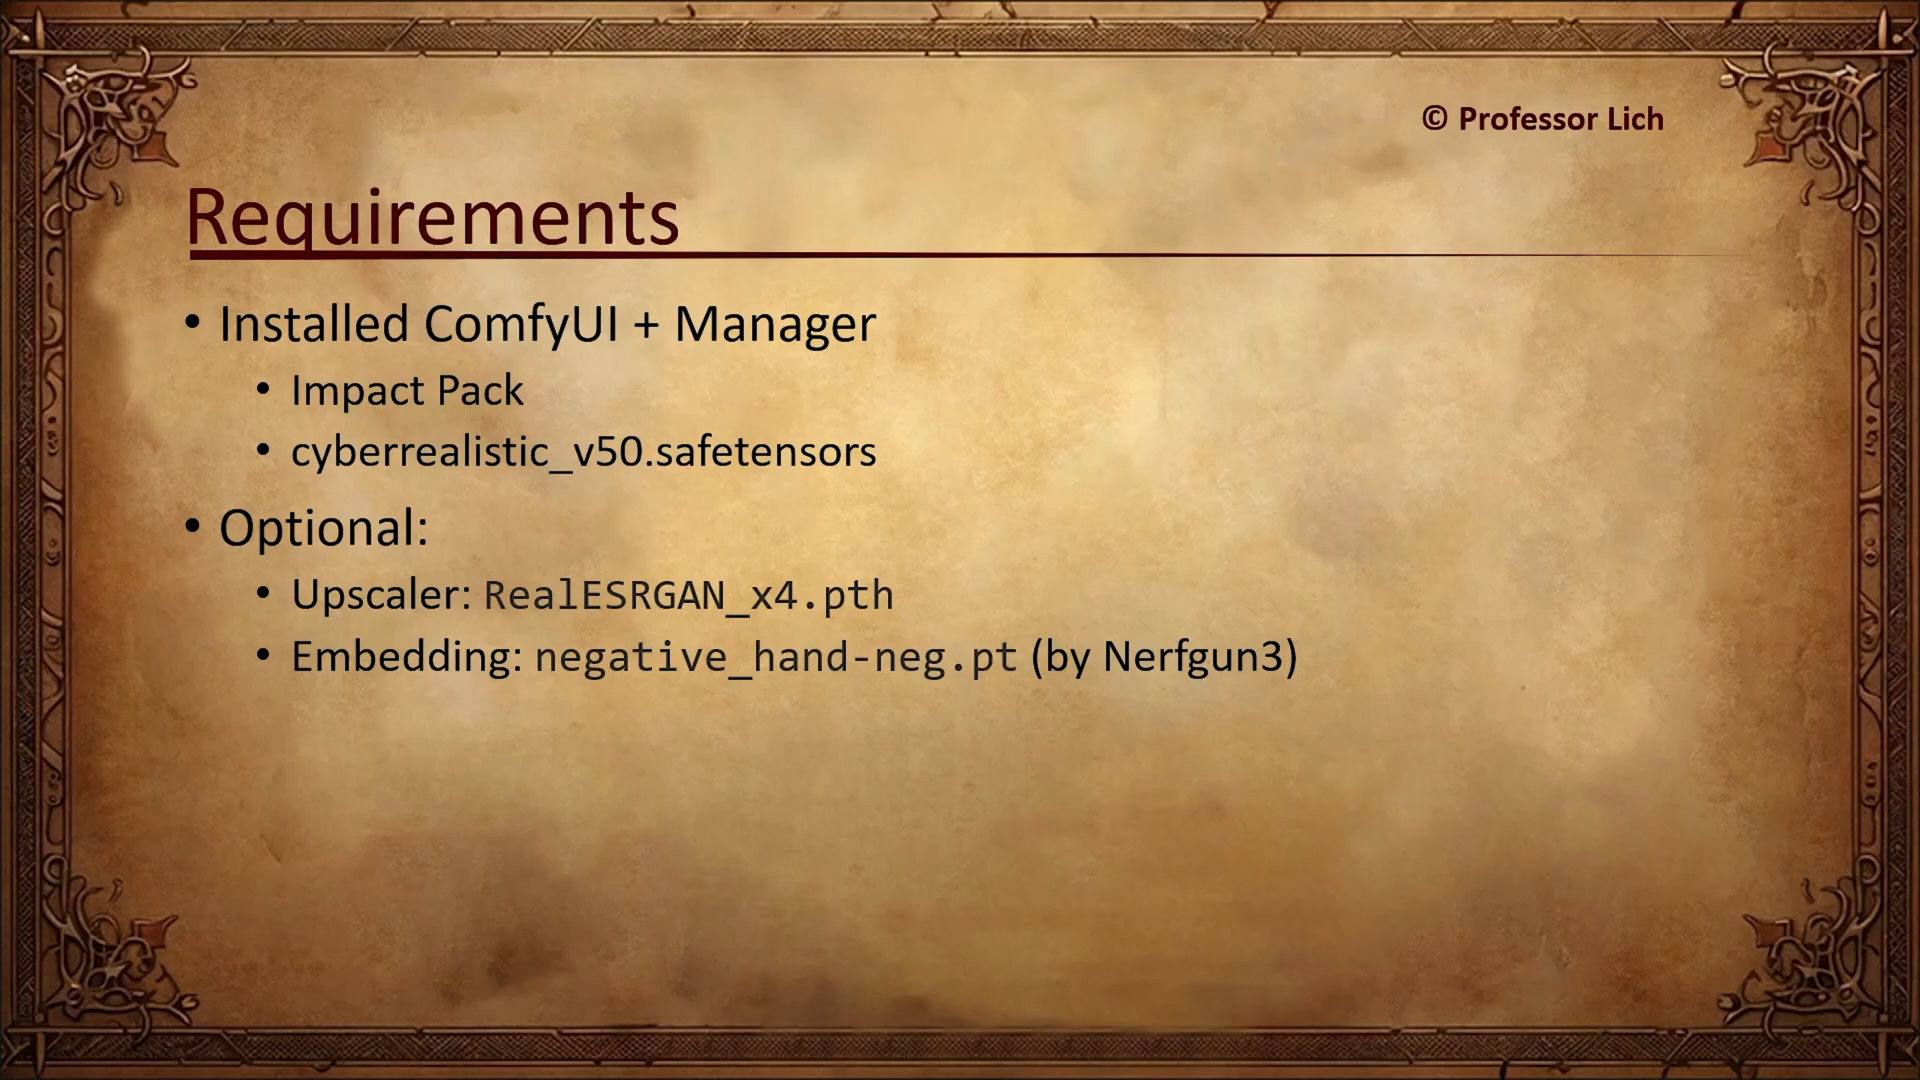 © Professor Lich
Requirements
• Installed ComfyUI + Manager
• Impact Pack
• cyberrealistic_v50.safetensors
• Optional:
• Upscaler: RealESRGAN_x4.pth
• Embedding: negative_hand-neg.pt (by Nerfgun3)